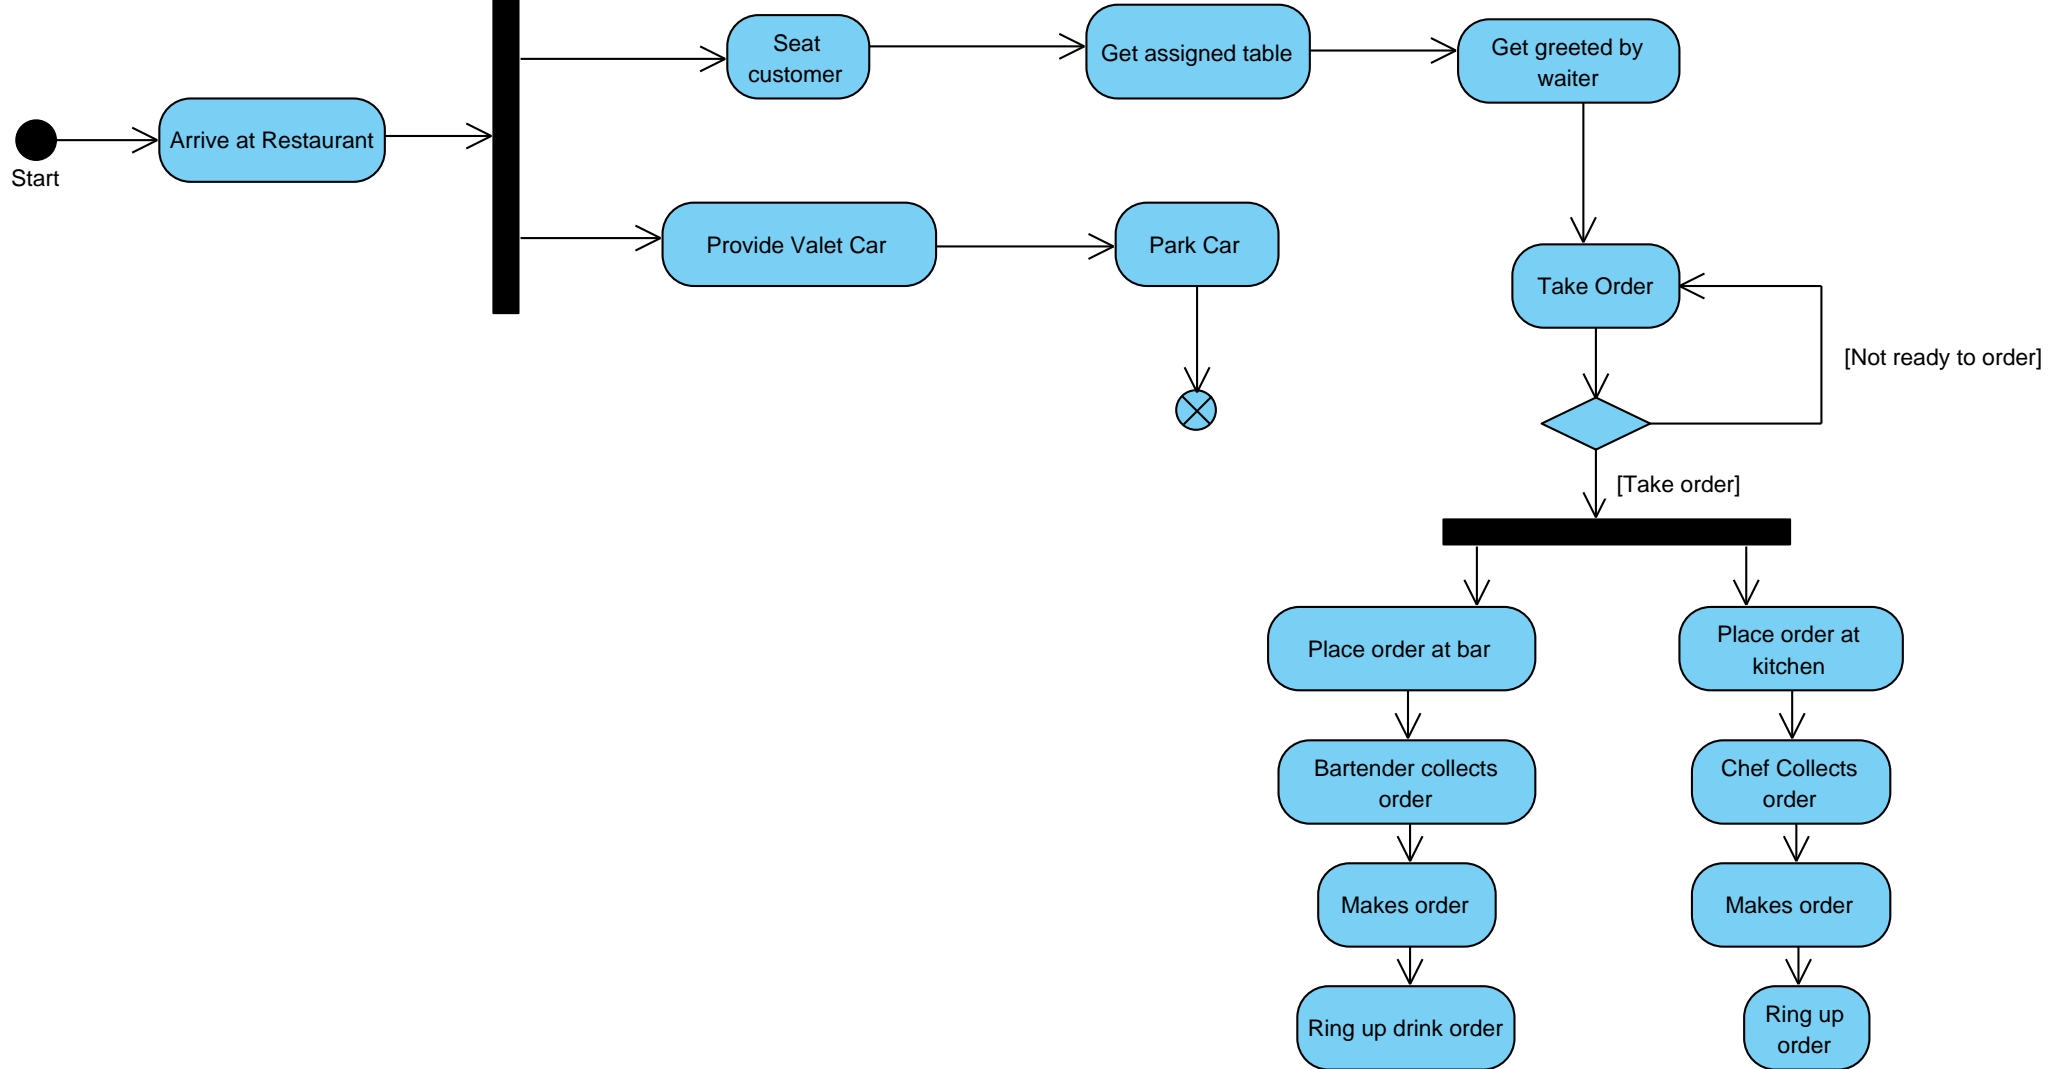 Start
Arrive at Restaurant
Seat
customer
Get assigned table
Get greeted by
waiter
Provide Valet Car
Park Car
Take Order
[Not ready to order]
[Take order]
Place order at bar
Place order at
kitchen
Bartender collects
order
Chef Collects
order
Makes order
Makes order
Ring up drink order
Ring up
order